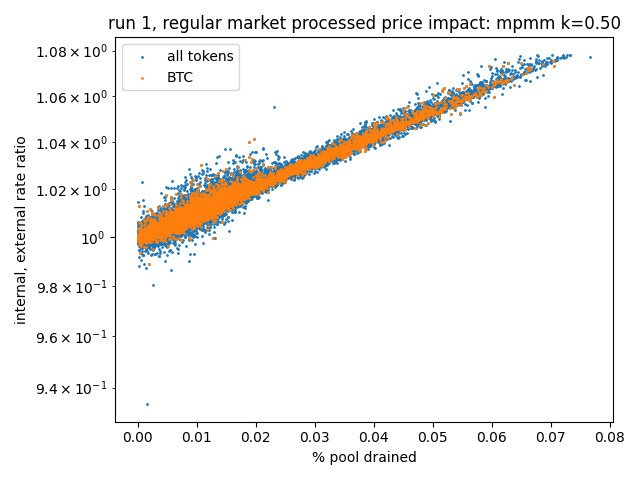 run 1, regular market processed price impact: mpmm k=0.50
all tokens
BTC
1.08 × 10⁰
1.06 × 10⁰
1.04 × 10⁰
1.02 × 10⁰
10⁰
9.8 × 10⁻¹
9.6 × 10⁻¹
9.4 × 10⁻¹
internal, external rate ratio
0.00 0.01 0.02 0.03 0.04 0.05 0.06 0.07 0.08
% pool drained